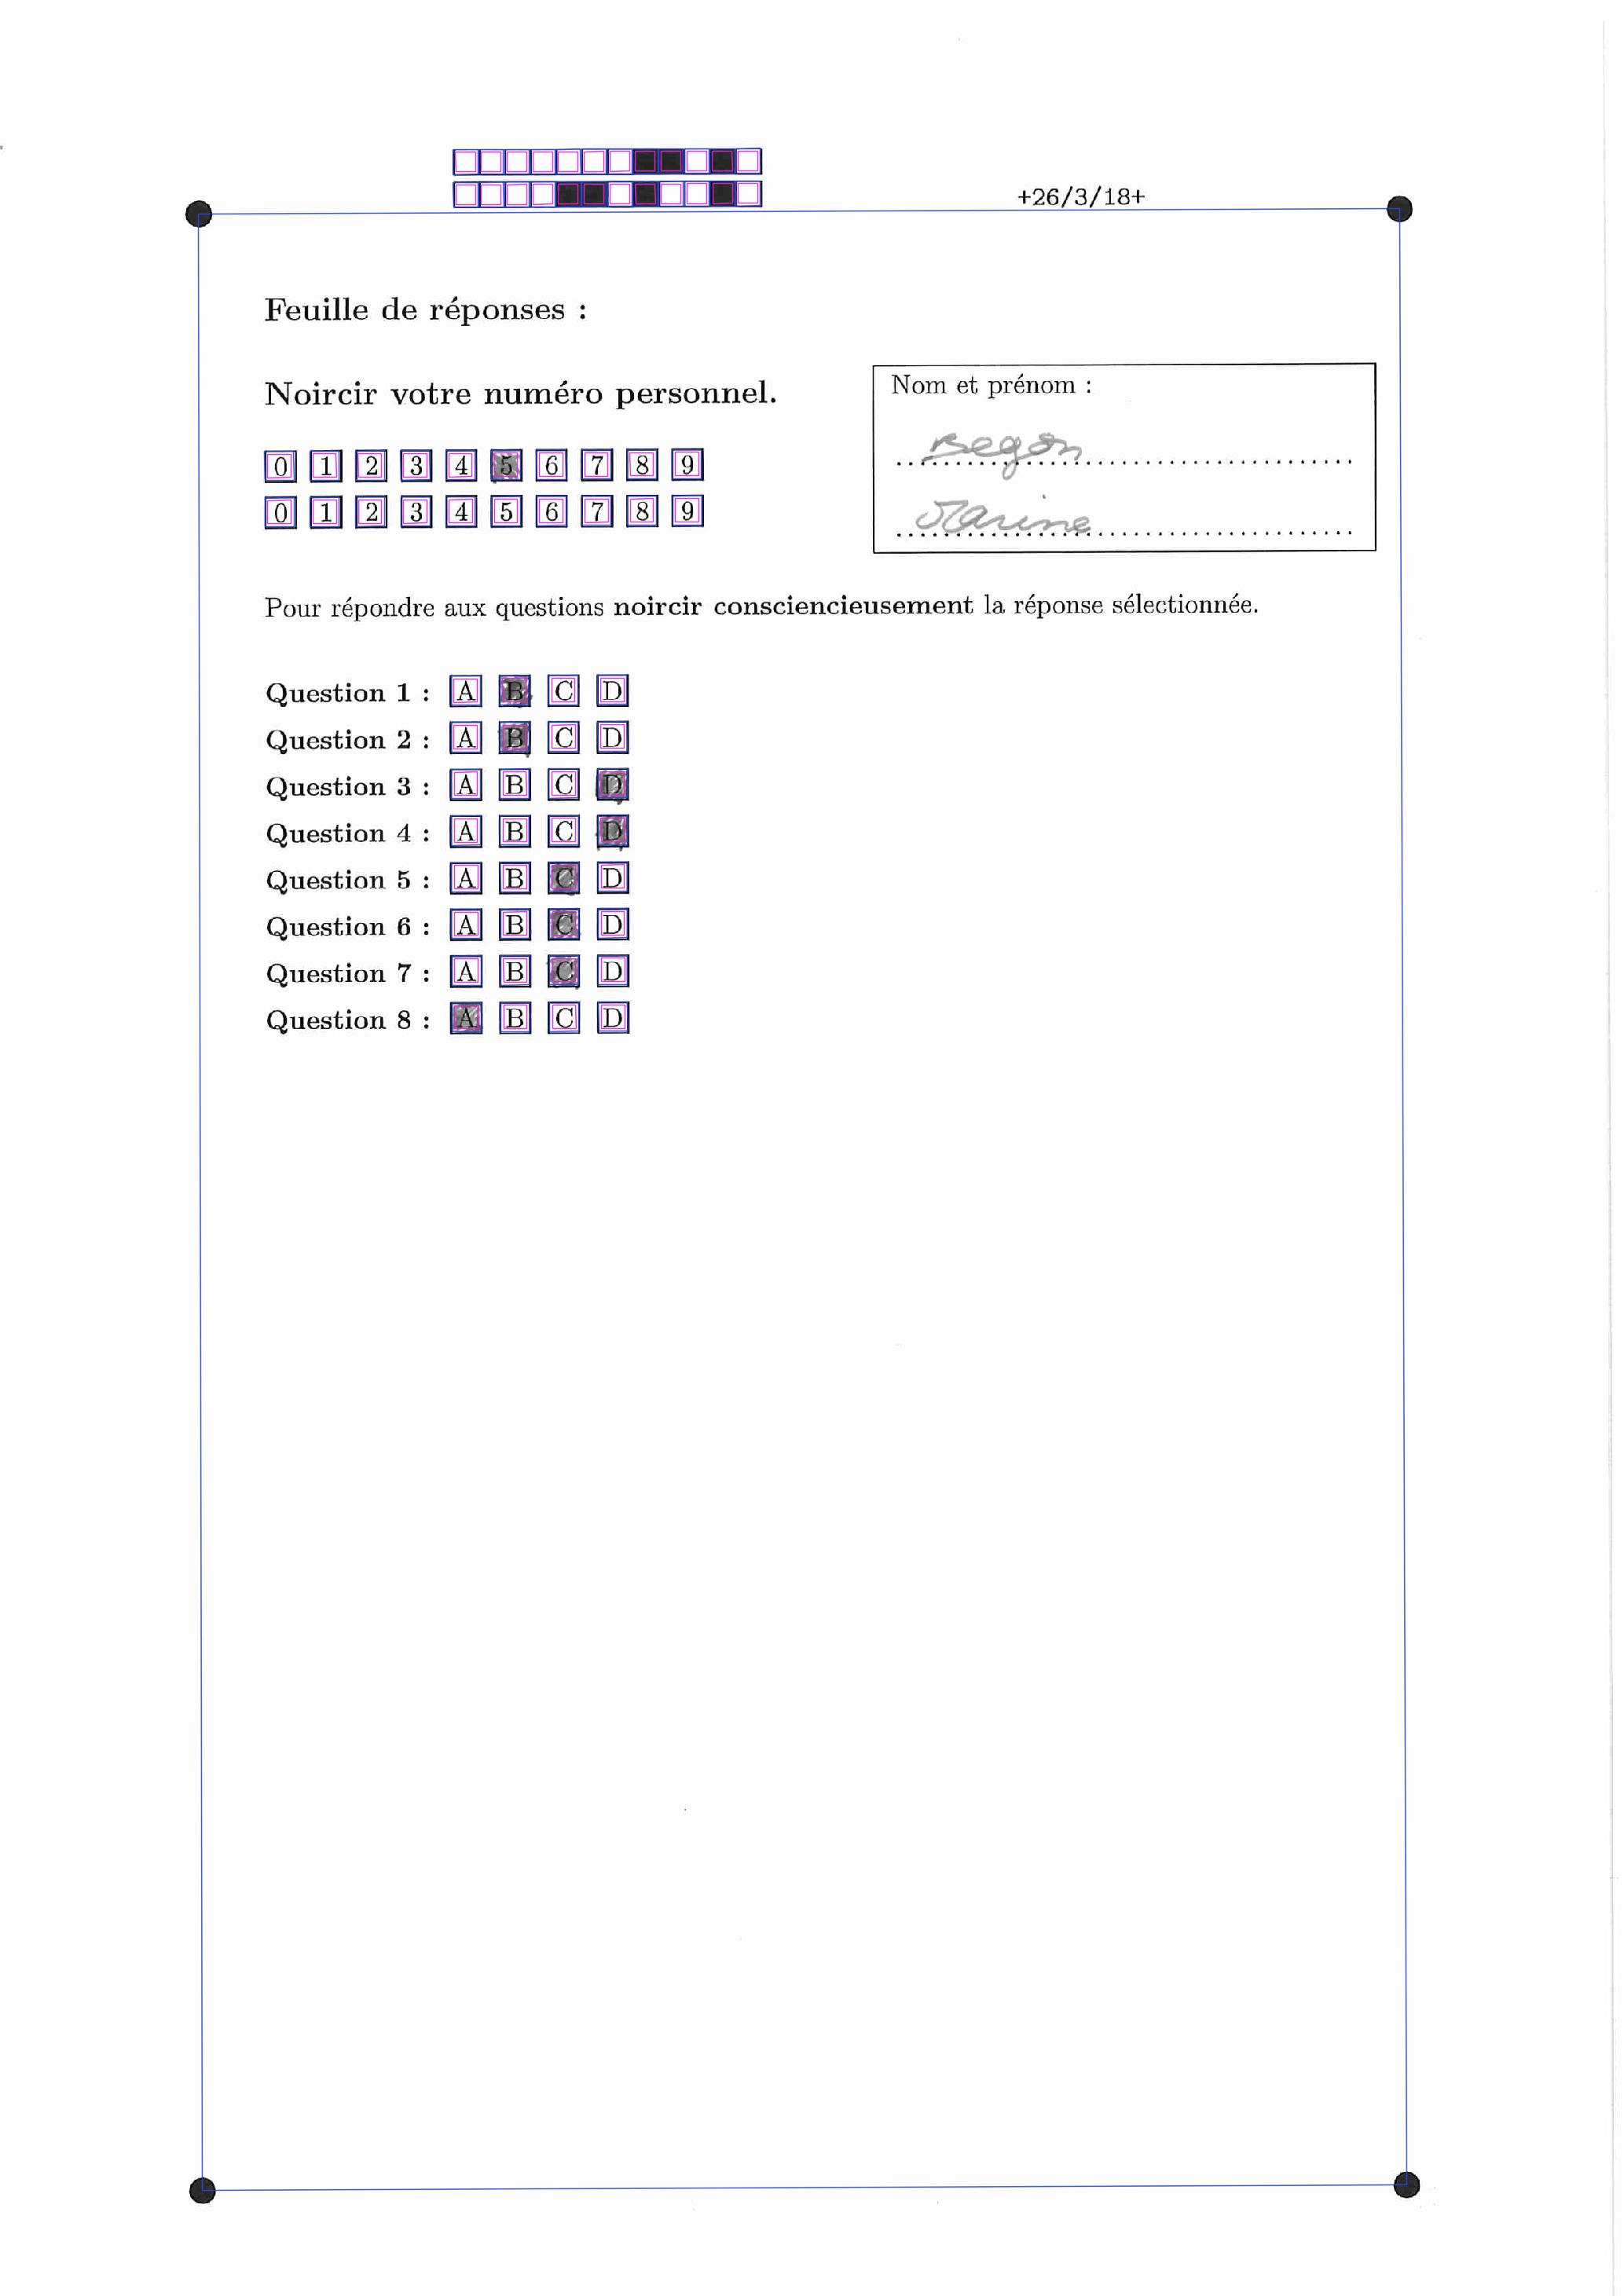 +26/3/18+
Feuille de réponses :
Noircir votre numéro personnel.
Nom et prénom :
Begon
Marine
0 1 2 3 4 5 6 7 8 9
0 1 2 3 4 5 6 7 8 9
Pour répondre aux questions noircir consciencieusement la réponse sélectionnée.
Question 1 : A B C D
Question 2 : A B C D
Question 3 : A B C D
Question 4 : A B C D
Question 5 : A B C D
Question 6 : A B C D
Question 7 : A B C D
Question 8 : A B C D